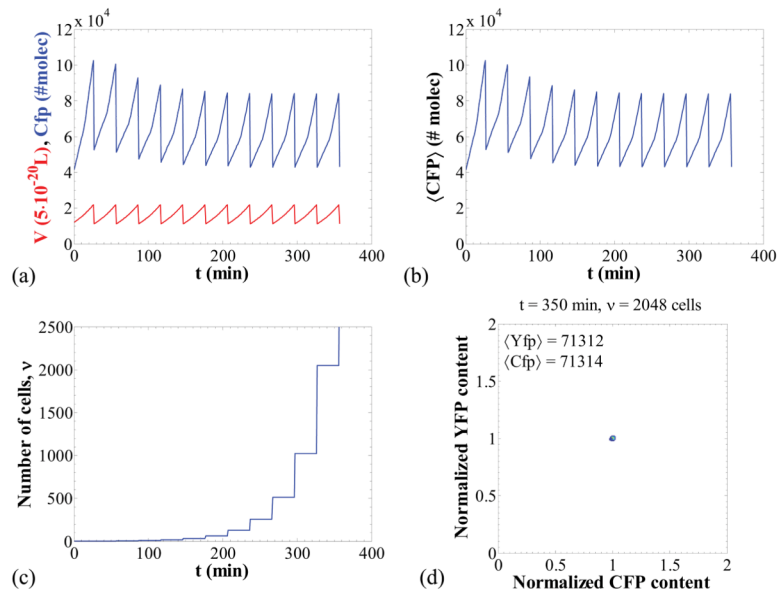 12 x 10⁴
10
8
6
4
2
0
V (5·10⁻²⁰L), Cfp (#molec)
0 100 200 300 400
t (min)
(a)
12 x 10⁴
10
8
6
4
2
0
⟨CFP⟩ (# molec)
0 100 200 300 400
t (min)
(b)
2500
2000
1500
1000
500
0
Number of cells, ν
0 100 200 300 400
t (min)
(c)
t = 350 min, ν = 2048 cells
⟨Yfp⟩ = 71312
⟨Cfp⟩ = 71314
2
1.5
1
0.5
0
Normalized YFP content
0 0.5 1 1.5 2
Normalized CFP content
(d)